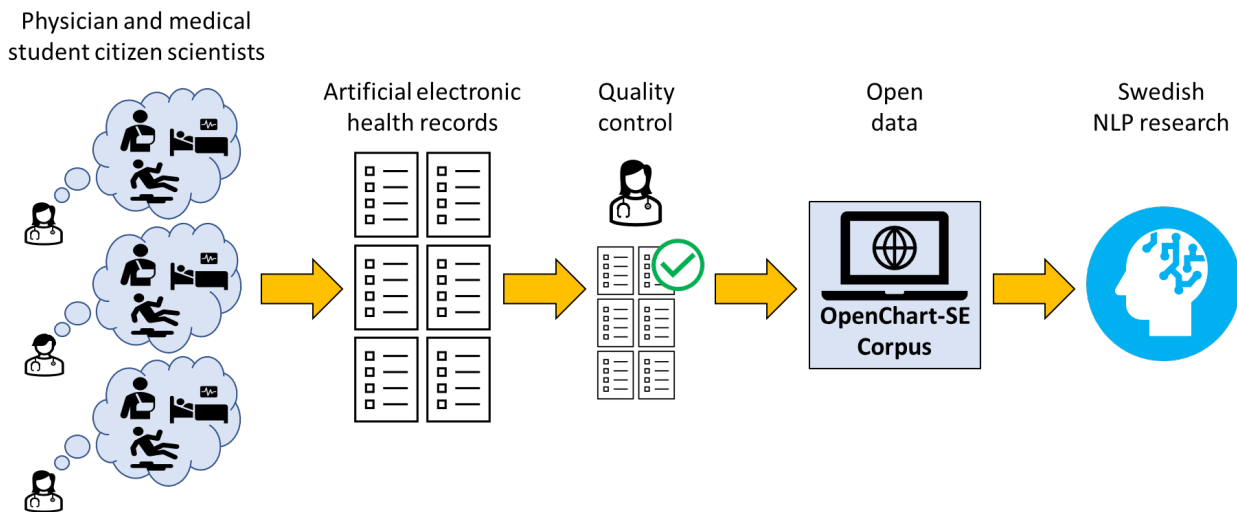 Physician and medical
student citizen scientists
Artificial electronic
health records
Quality
control
Open
data
Swedish
NLP research
OpenChart-SE
Corpus